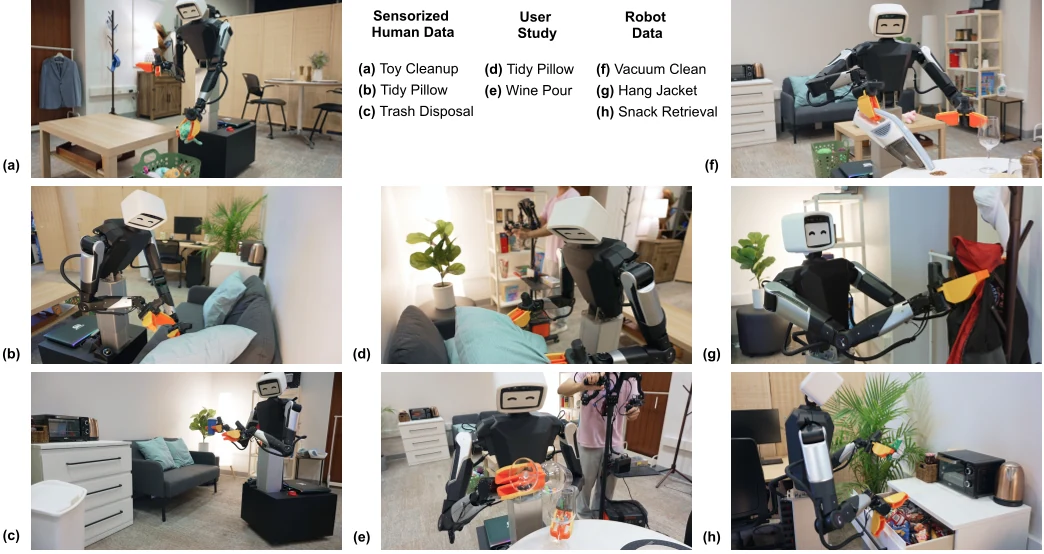 Sensorized
Human Data
User
Study
Robot
Data
(a) Toy Cleanup
(d) Tidy Pillow
(f) Vacuum Clean
(b) Tidy Pillow
(e) Wine Pour
(g) Hang Jacket
(c) Trash Disposal
(h) Snack Retrieval
(a)
(f)
(b)
(d)
(g)
(c)
(e)
(h)